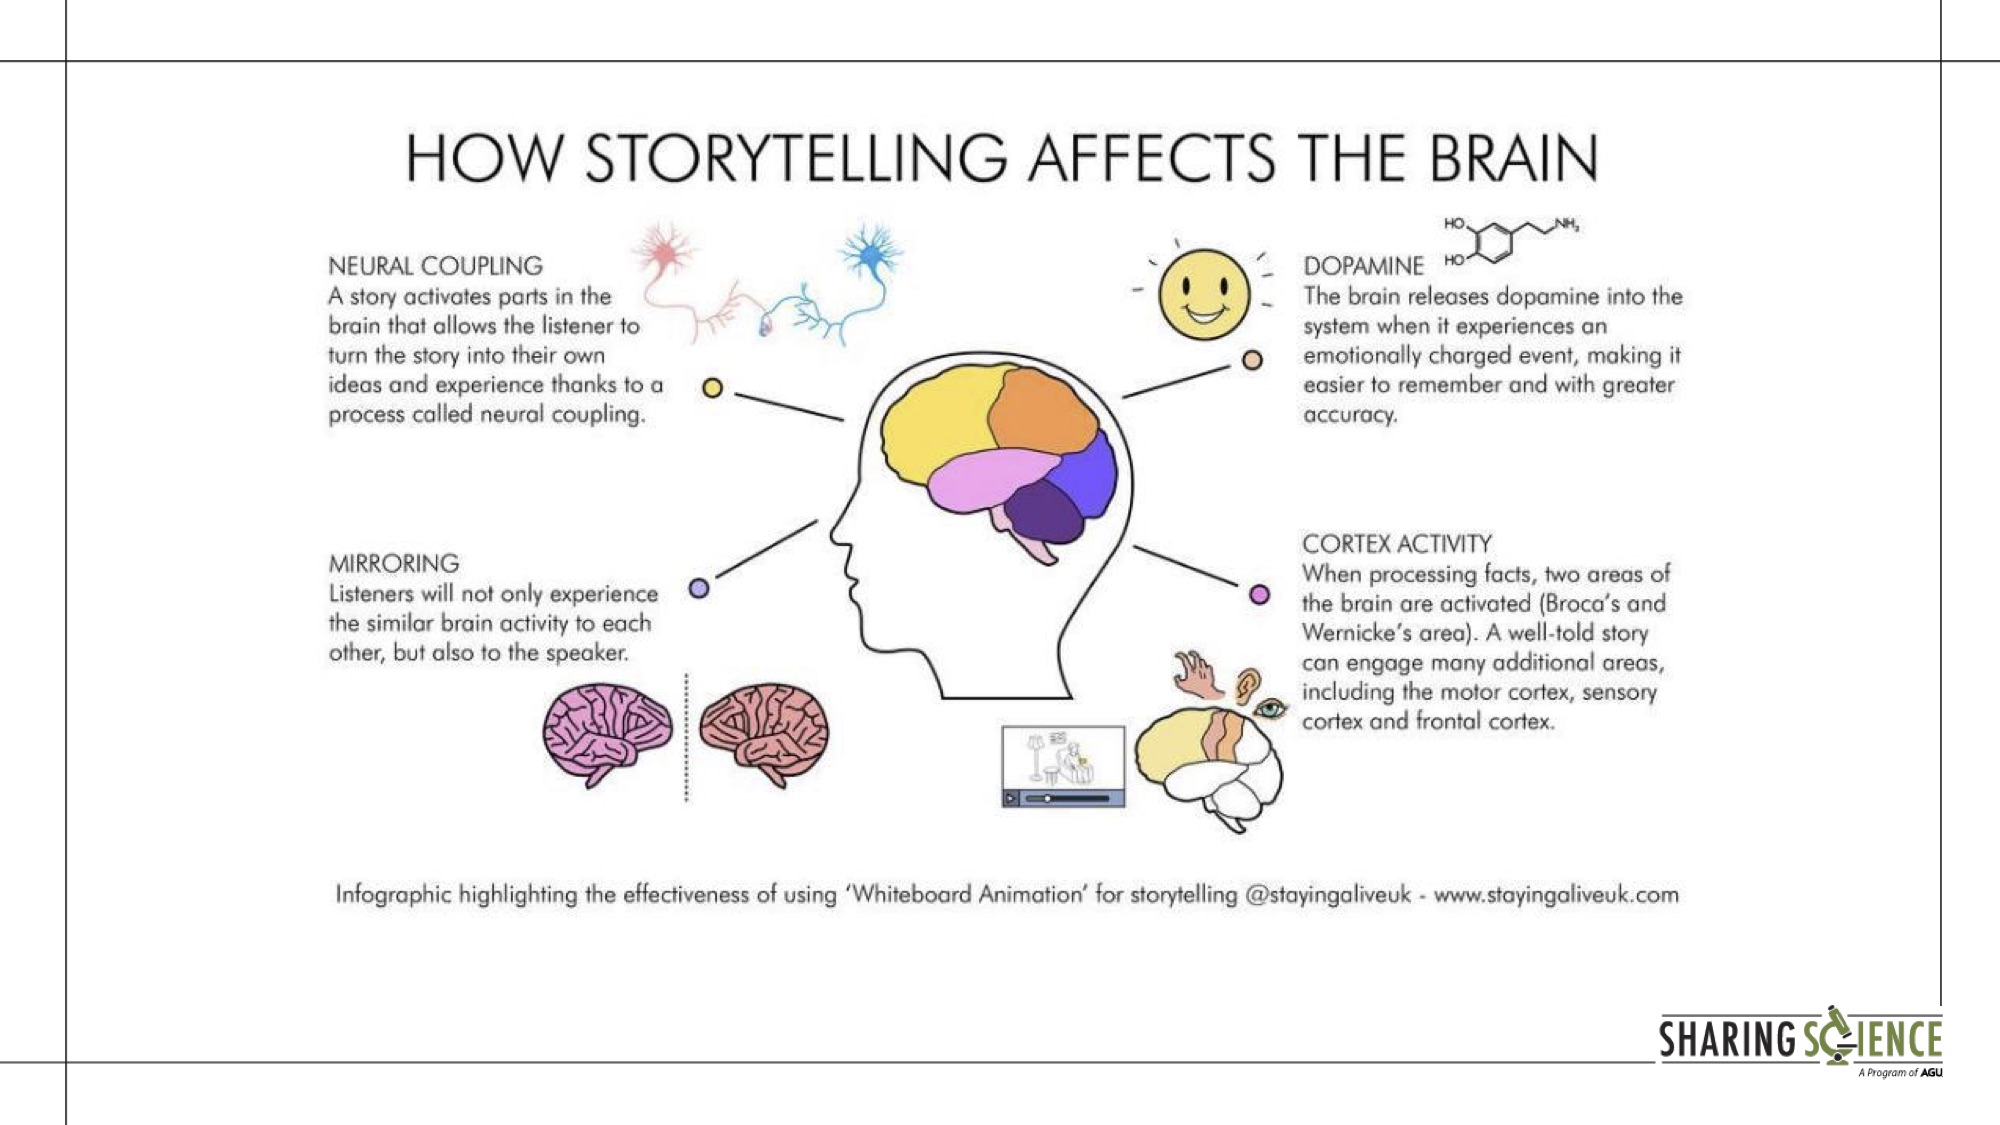 HOW STORYTELLING AFFECTS THE BRAIN
NEURAL COUPLING
A story activates parts in the
brain that allows the listener to
turn the story into their own
ideas and experience thanks to a
process called neural coupling.
HO
NH₂
HO
DOPAMINE
The brain releases dopamine into the
system when it experiences an
emotionally charged event, making it
easier to remember and with greater
accuracy.
MIRRORING
Listeners will not only experience
the similar brain activity to each
other, but also to the speaker.
CORTEX ACTIVITY
When processing facts, two areas of
the brain are activated (Broca's and
Wernicke's area). A well-told story
can engage many additional areas,
including the motor cortex, sensory
cortex and frontal cortex.
Infographic highlighting the effectiveness of using 'Whiteboard Animation' for storytelling @stayingaliveuk - www.stayingaliveuk.com
SHARING SCIENCE
A Program of AGU